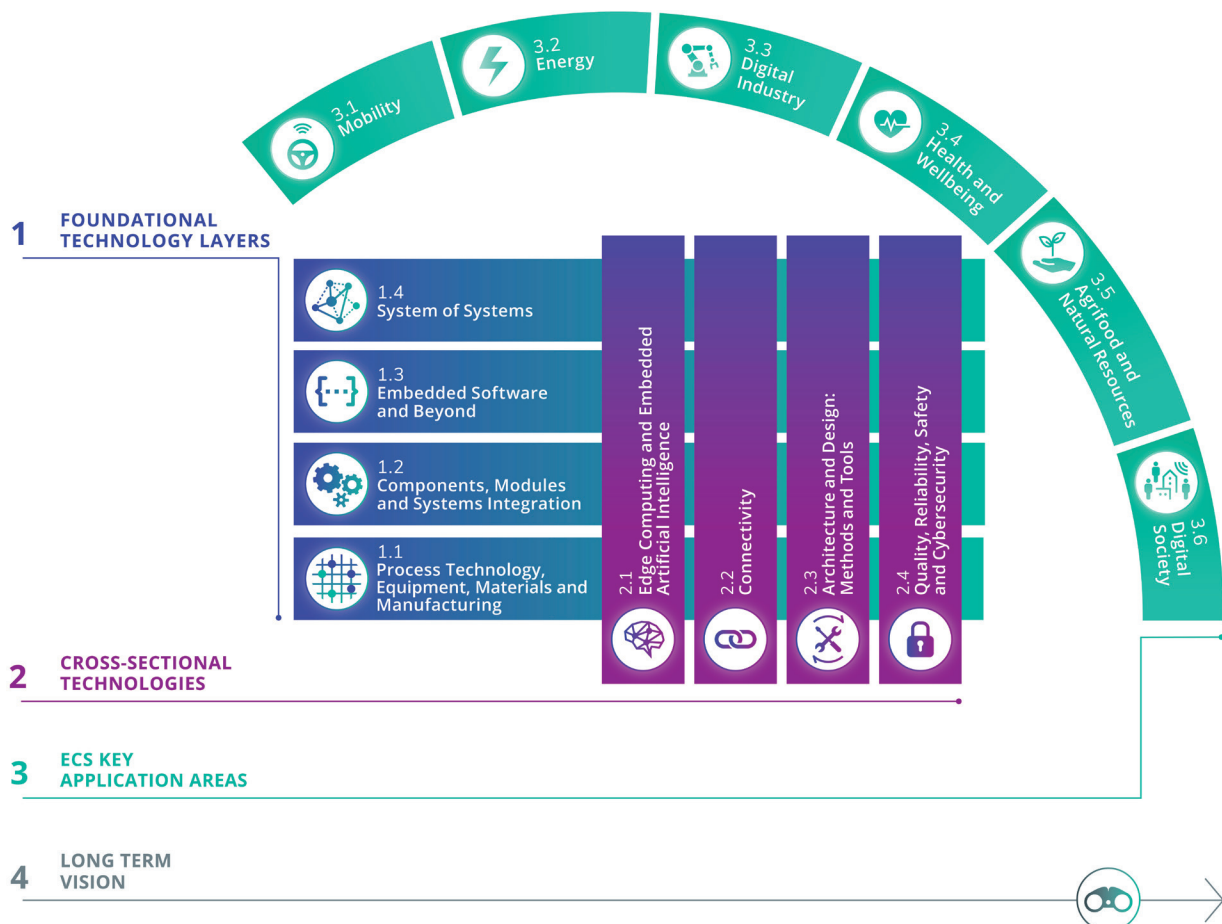 3.1
Mobility
3.2
Energy
3.3
Digital
Industry
3.4
Health and
Wellbeing
3.5
Agrifood and
Natural Resources
3.6
Digital
Society
1
FOUNDATIONAL
TECHNOLOGY LAYERS
1.4
System of Systems
1.3
Embedded Software
and Beyond
1.2
Components, Modules
and Systems Integration
1.1
Process Technology,
Equipment, Materials and
Manufacturing
2.1
Edge Computing and Embedded
Artificial Intelligence
2.2
Connectivity
2.3
Architecture and Design:
Methods and Tools
2.4
Quality, Reliability, Safety
and Cybersecurity
2
CROSS-SECTIONAL
TECHNOLOGIES
3
ECS KEY
APPLICATION AREAS
4
LONG TERM
VISION